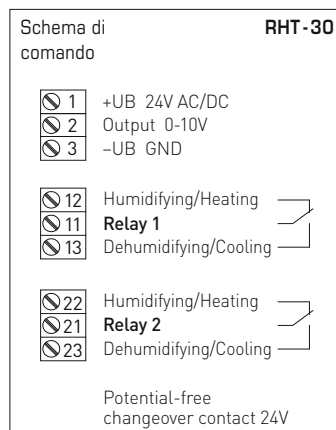 Schema di RHT-30
comando
1 +UB 24V AC/DC
2 Output 0-10V
3 –UB GND
12 Humidifying/Heating
11 Relay 1
13 Dehumidifying/Cooling
22 Humidifying/Heating
21 Relay 2
23 Dehumidifying/Cooling
Potential-free
changeover contact 24V